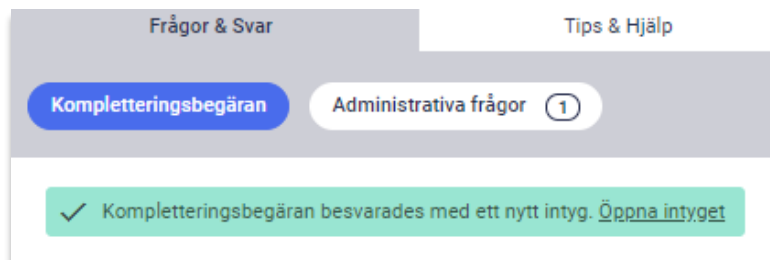 Frågor & Svar
Tips & Hjälp
Kompletteringsbegäran
Administrativa frågor 1
Kompletteringsbegäran besvarades med ett nytt intyg. Öppna intyget